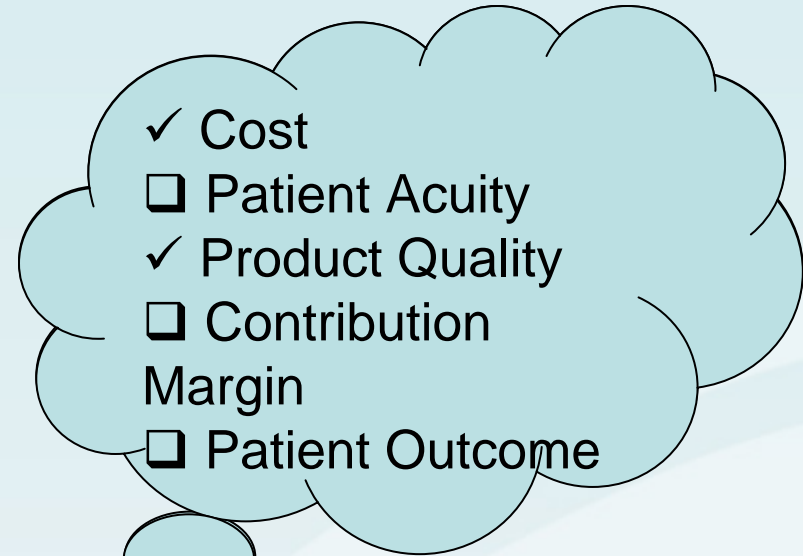 ✓ Cost
❑ Patient Acuity
✓ Product Quality
❑ Contribution
Margin
❑ Patient Outcome